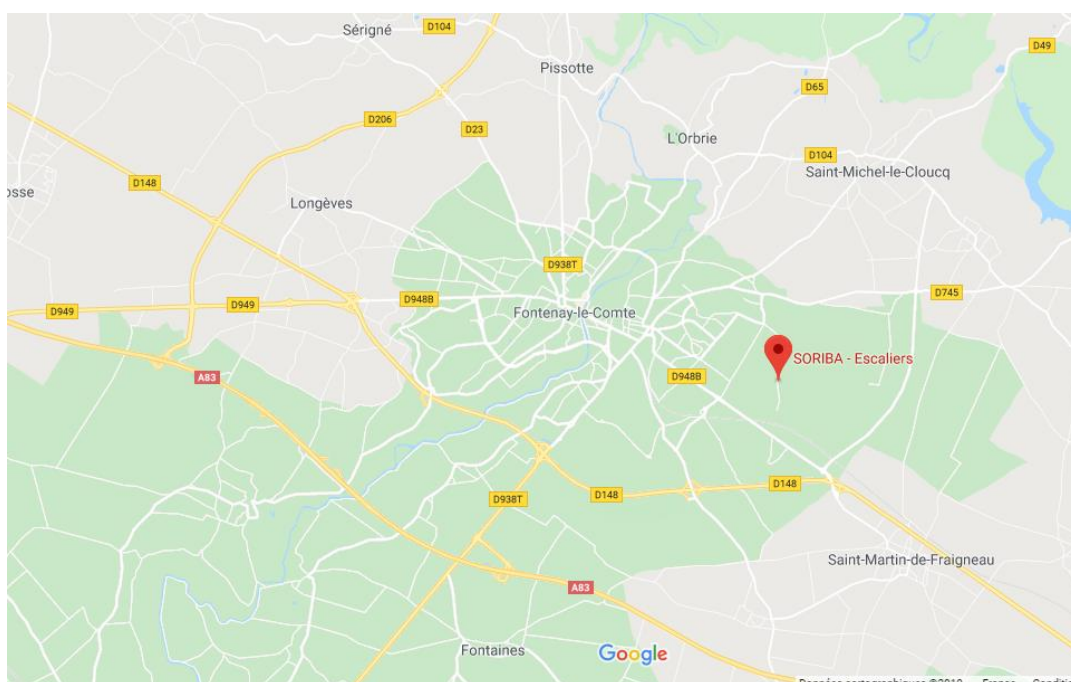 Sérigné
D104
D49
Pissotte
D65
D206
D23
L'Orbrie
D104
Saint-Michel-le-Cloucq
D148
osse
Longèves
D938T
D745
D949
D949
D948B
Fontenay-le-Comte
SORIBA - Escaliers
A83
D948B
D148
D938T
D148
Saint-Martin-de-Fraigneau
A83
Fontaines
Google